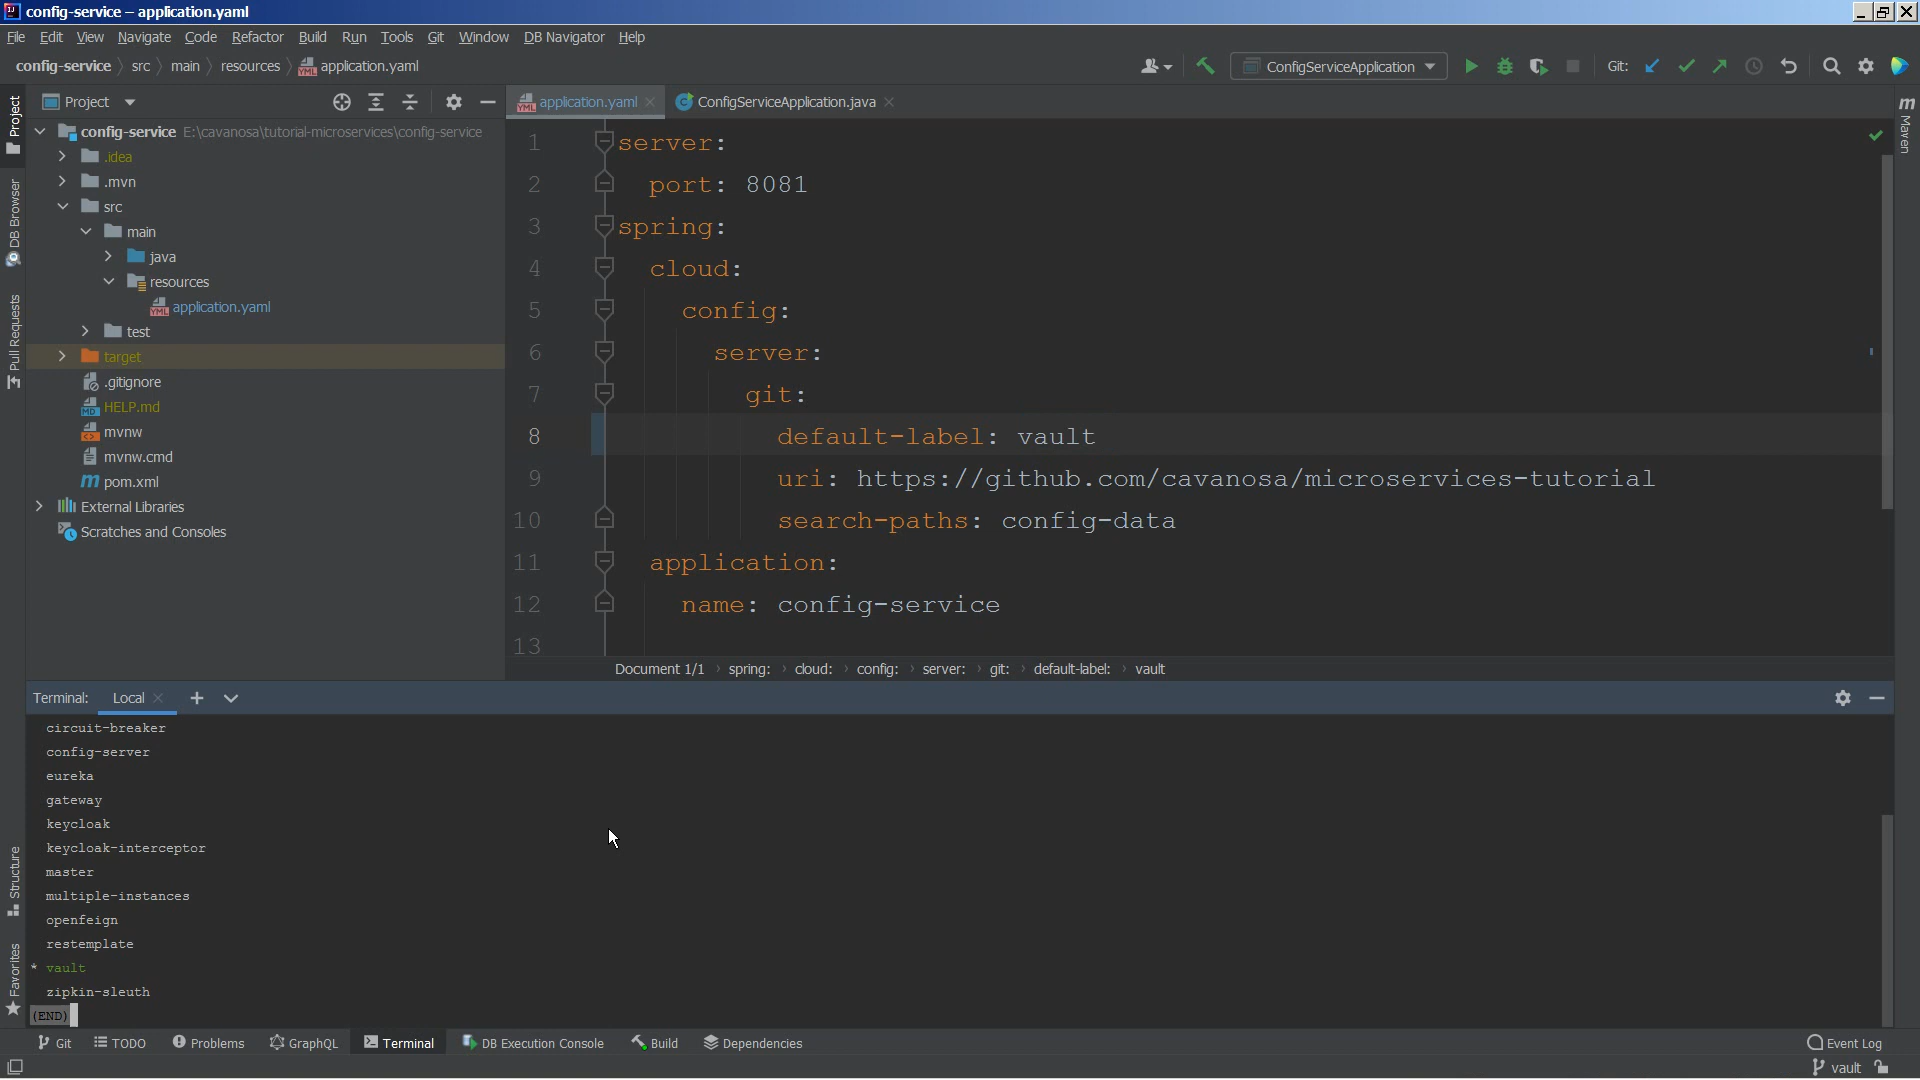 config-service – application.yaml
File Edit View Navigate Code Refactor Build Run Tools Git Window DB Navigator Help
config-service src main resources application.yaml
ConfigServiceApplication
Git:
Project
application.yaml
ConfigServiceApplication.java
config-service E:\cavanosa\tutorial-microservices\config-service
.idea
.mvn
src
main
java
resources
application.yaml
test
target
.gitignore
HELP.md
mvnw
mvnw.cmd
pom.xml
External Libraries
Scratches and Consoles
1 server:
2 port: 8081
3 spring:
4 cloud:
5 config:
6 server:
7 git:
8 default-label: vault
9 uri: https://github.com/cavanosa/microservices-tutorial
10 search-paths: config-data
11 application:
12 name: config-service
13
Document 1/1 spring: cloud: config: server: git: default-label: vault
Project
DB Browser
Pull Requests
Structure
Favorites
Maven
Terminal: Local
circuit-breaker
config-server
eureka
gateway
keycloak
keycloak-interceptor
master
multiple-instances
openfeign
restemplate
* vault
zipkin-sleuth
(END)
Git TODO Problems GraphQL Terminal DB Execution Console Build Dependencies Event Log
vault